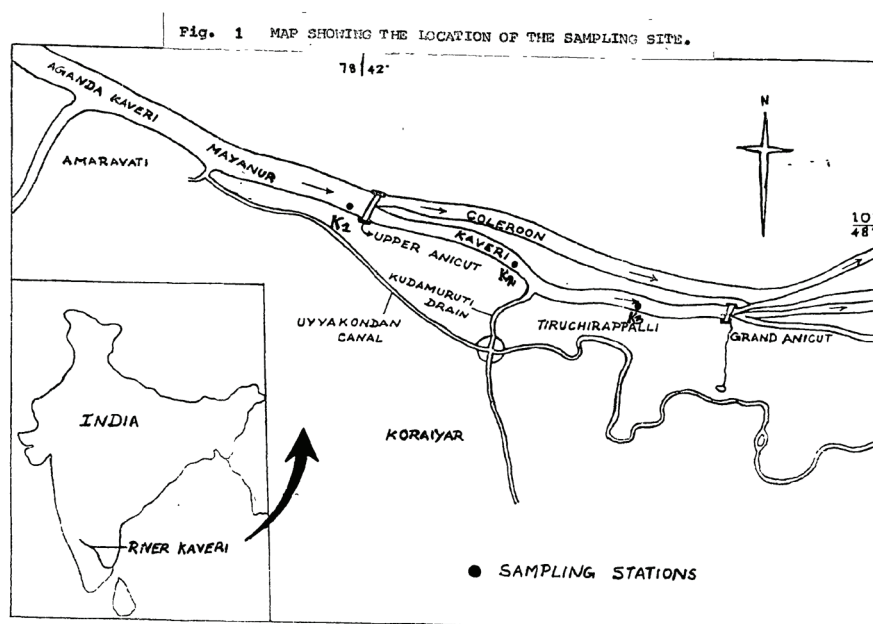 Fig. 1 MAP SHOWING THE LOCATION OF THE SAMPLING SITE.
78 42'
N
AGANDA KAVERI
MAYANUR
AMARAVATI
COLEROON
10
48
K1
UPPER ANICUT
KAVERI
K2
KUDAMURUTI
DRAIN
K3
UYYAKONDAN
CANAL
TIRUCHIRAPPALLI
GRAND ANICUT
INDIA
KORAIYAR
RIVER KAVERI
SAMPLING STATIONS